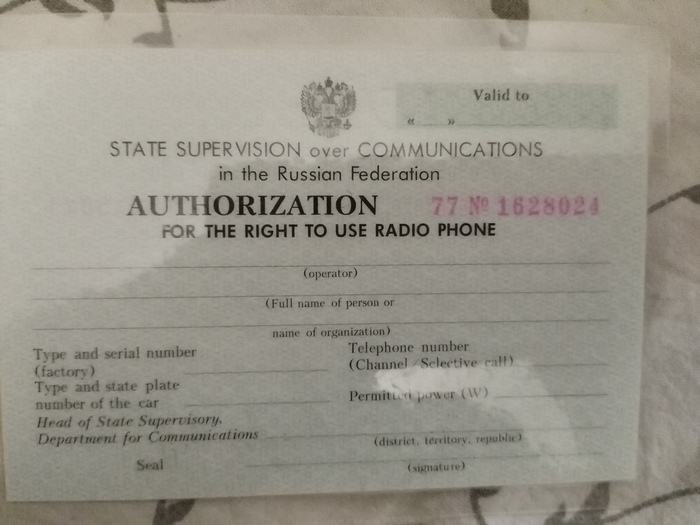 Valid to
« »
STATE SUPERVISION over COMMUNICATIONS
in the Russian Federation
AUTHORIZATION 77 № 1628024
FOR THE RIGHT TO USE RADIO PHONE
(operator)
(Full name of person or
name of organization)
Type and serial number
(factory)
Telephone number
(Channel / Selective call)
Type and state plate
number of the car
Permitted power (W)
Head of State Supervisory,
Department for Communications
(district, territory, republic)
Seal
(signature)